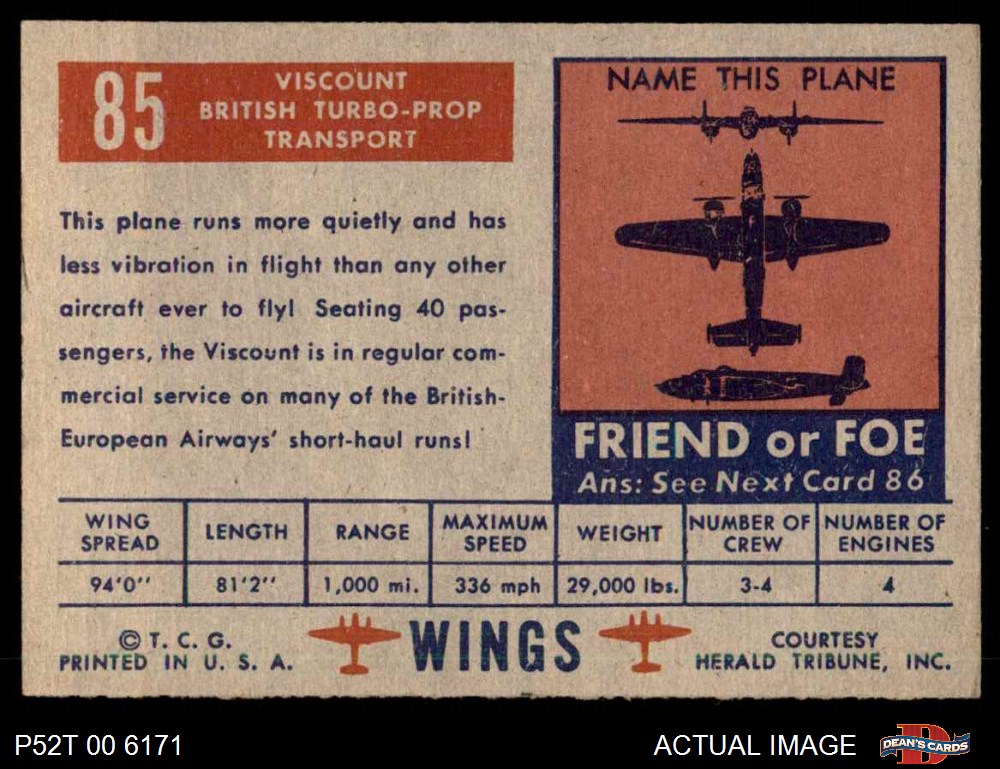 85
VISCOUNT
BRITISH TURBO-PROP
TRANSPORT
This plane runs more quietly and has
less vibration in flight than any other
aircraft ever to fly! Seating 40 pas-
sengers, the Viscount is in regular com-
mercial service on many of the British-
European Airways' short-haul runs!
NAME THIS PLANE
FRIEND or FOE
Ans: See Next Card 86
WING SPREAD
LENGTH
RANGE
MAXIMUM SPEED
WEIGHT
NUMBER OF CREW
NUMBER OF ENGINES
94'0''
81'2''
1,000 mi.
336 mph
29,000 lbs.
3-4
4
© T. C. G.
PRINTED IN U. S. A.
WINGS
COURTESY
HERALD TRIBUNE, INC.
P52T 00 6171
ACTUAL IMAGE
D
DEAN'S CARDS